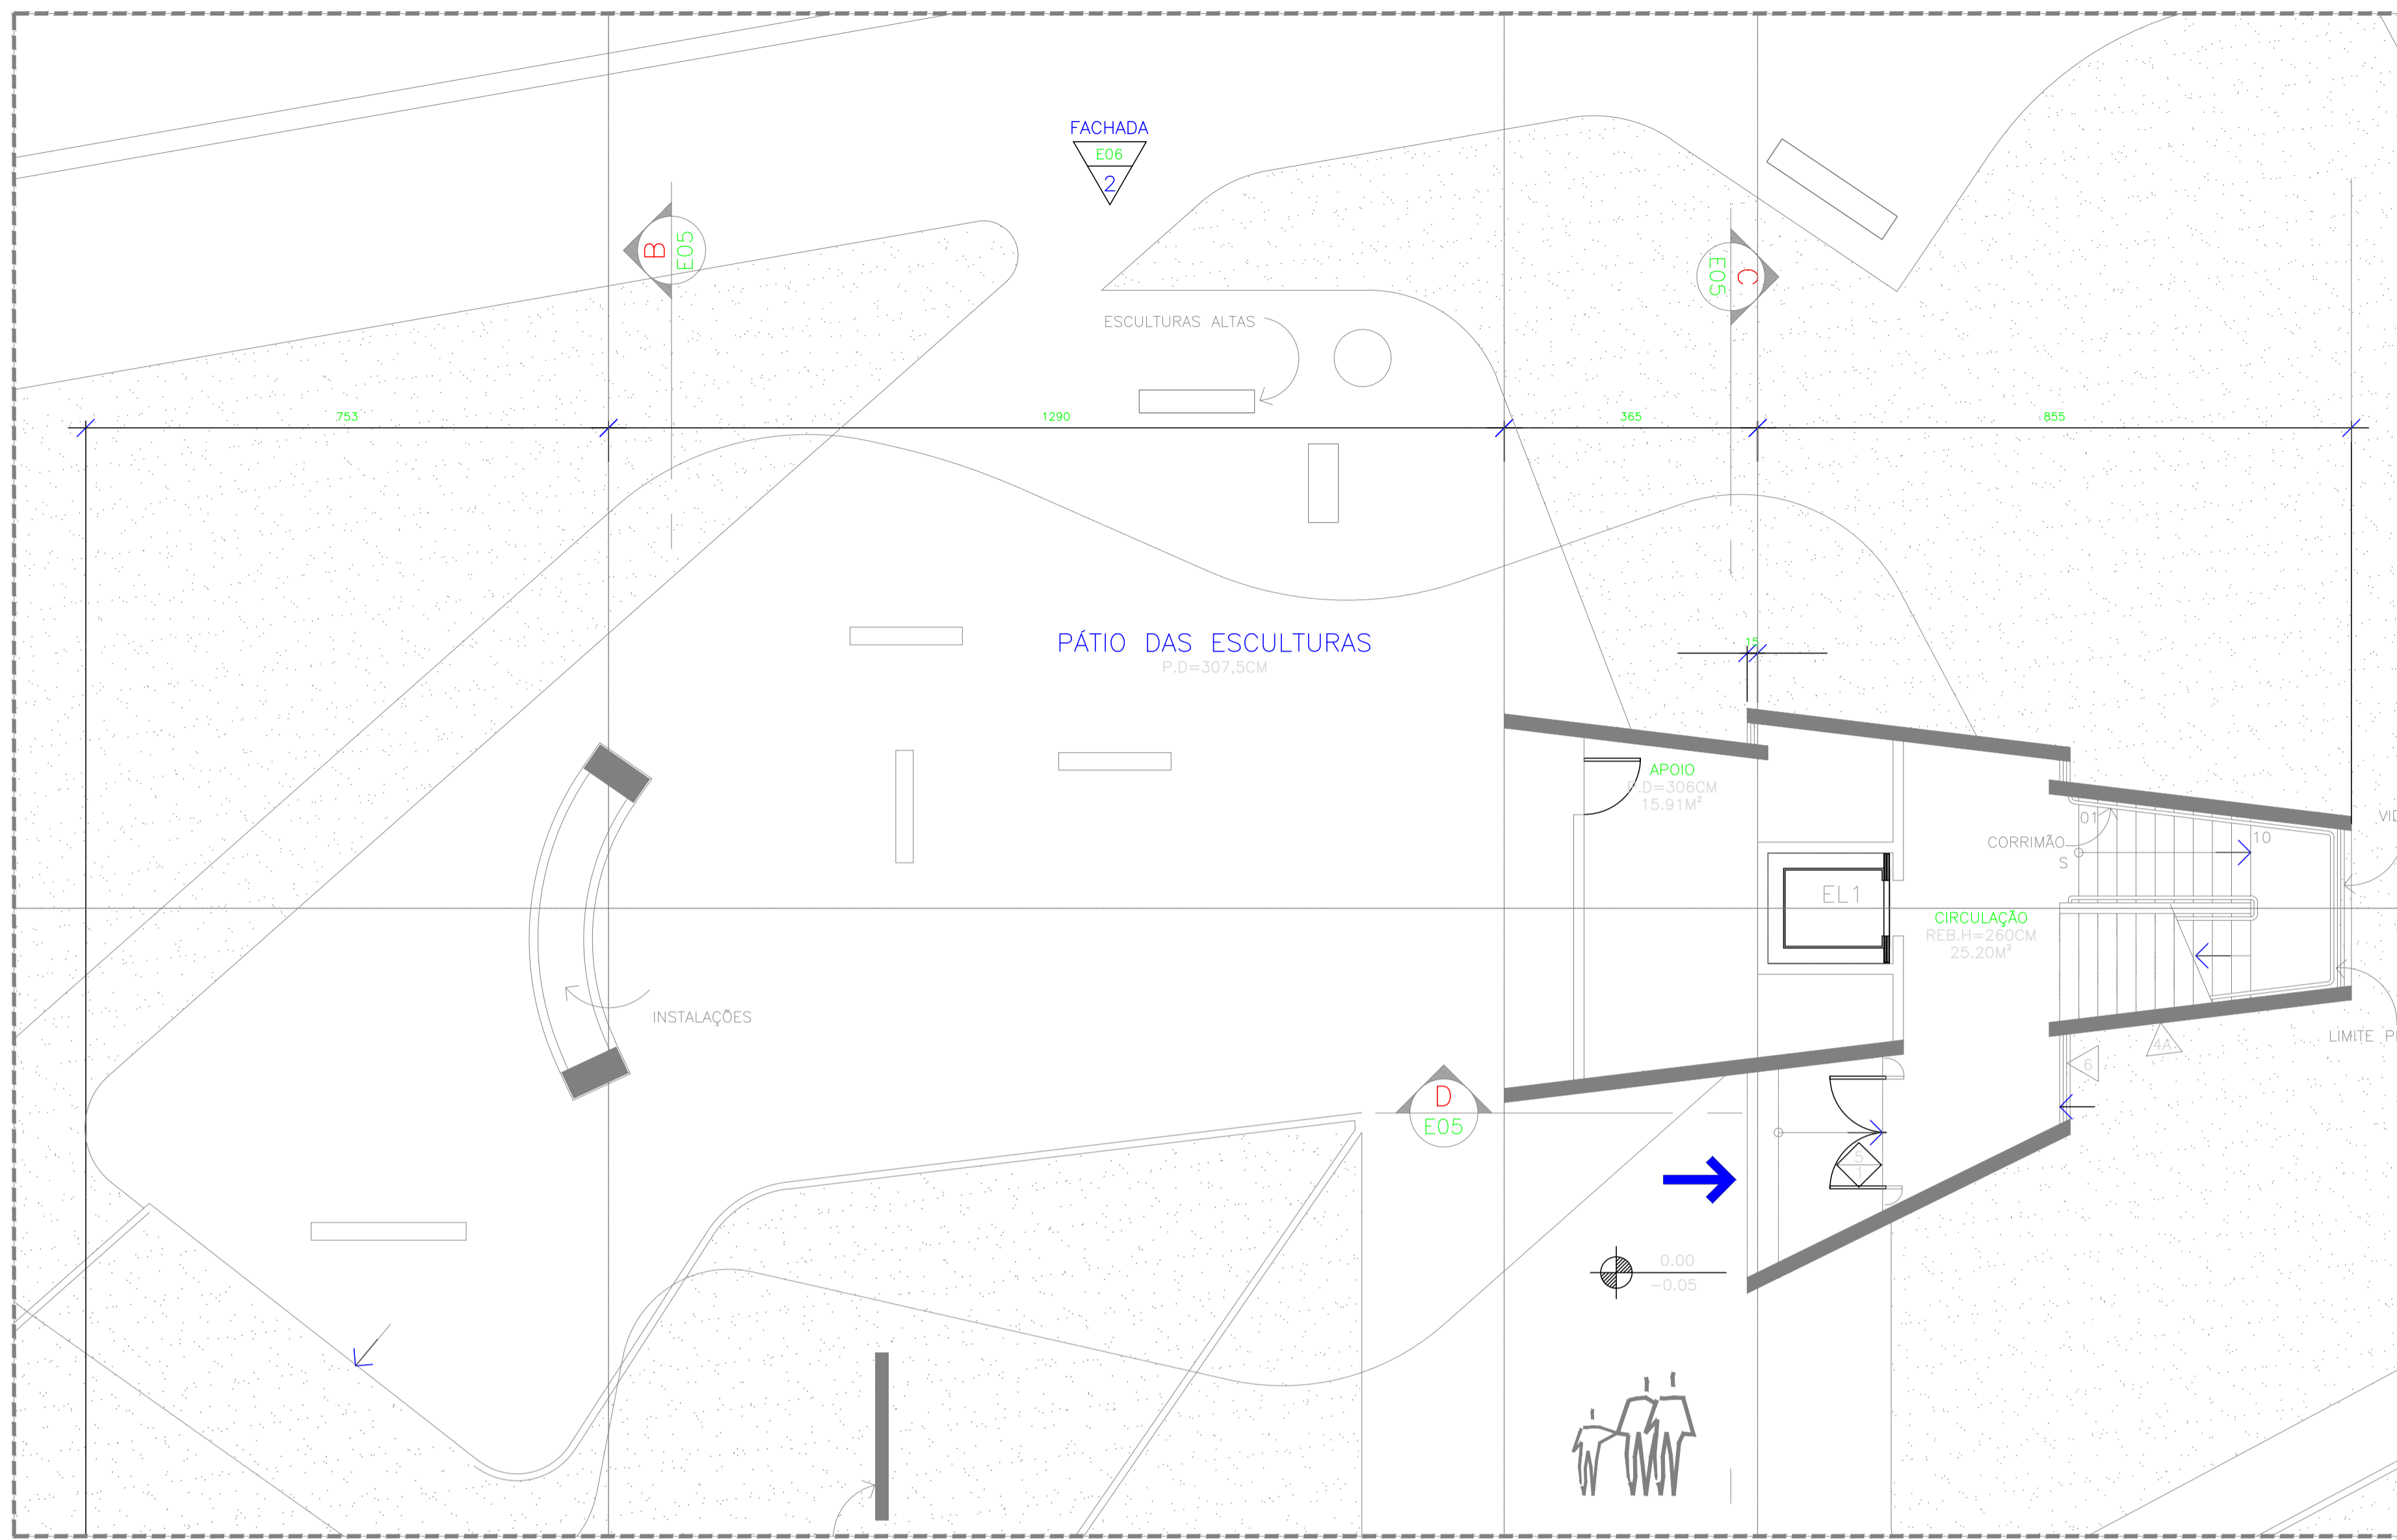 FACHADA
E06
2
B
E05
E05
C
ESCULTURAS ALTAS
753
1290
365
855
PÁTIO DAS ESCULTURAS
P.D=307,5CM
15
APOIO
P.D=306CM
15.91M²
01
CORRIMÃO
S
10
EL1
CIRCULAÇÃO
REB.H=260CM
25.20M²
INSTALAÇÕES
LIMITE
4A
6
D
E05
5
1
0.00
-0.05